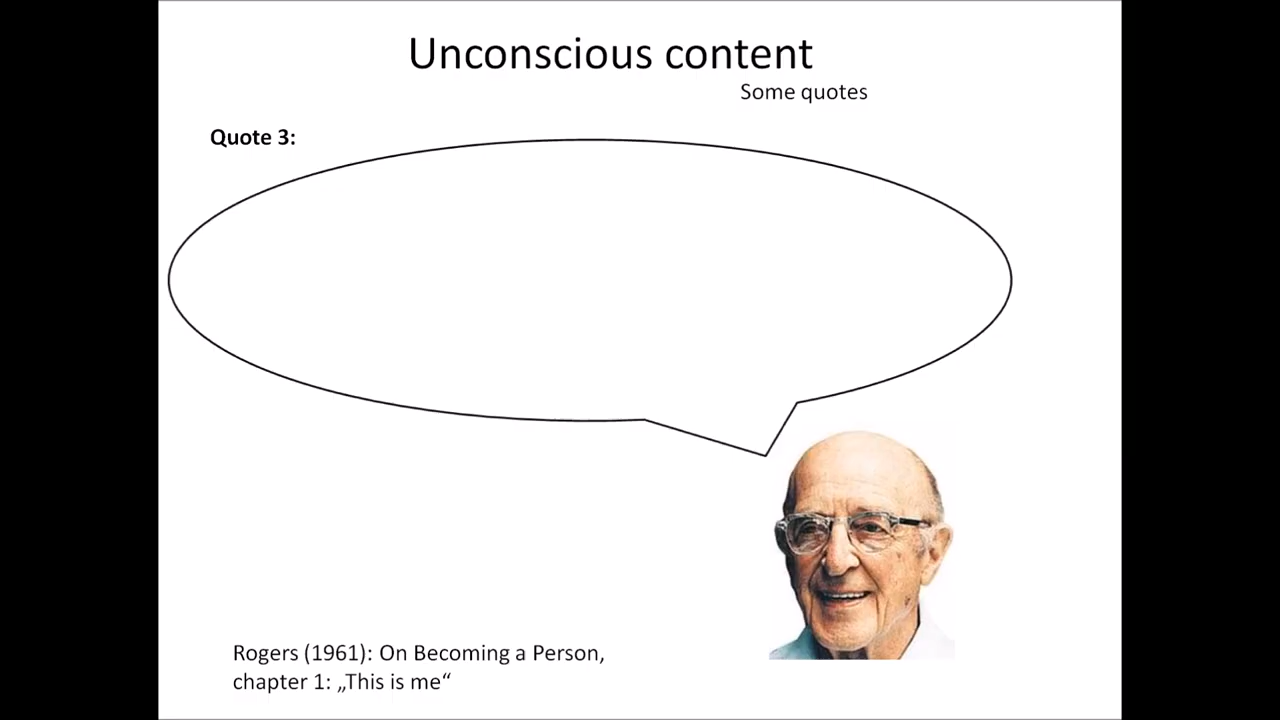 Unconscious content
Some quotes
Quote 3:
Rogers (1961): On Becoming a Person,
chapter 1: „This is me“